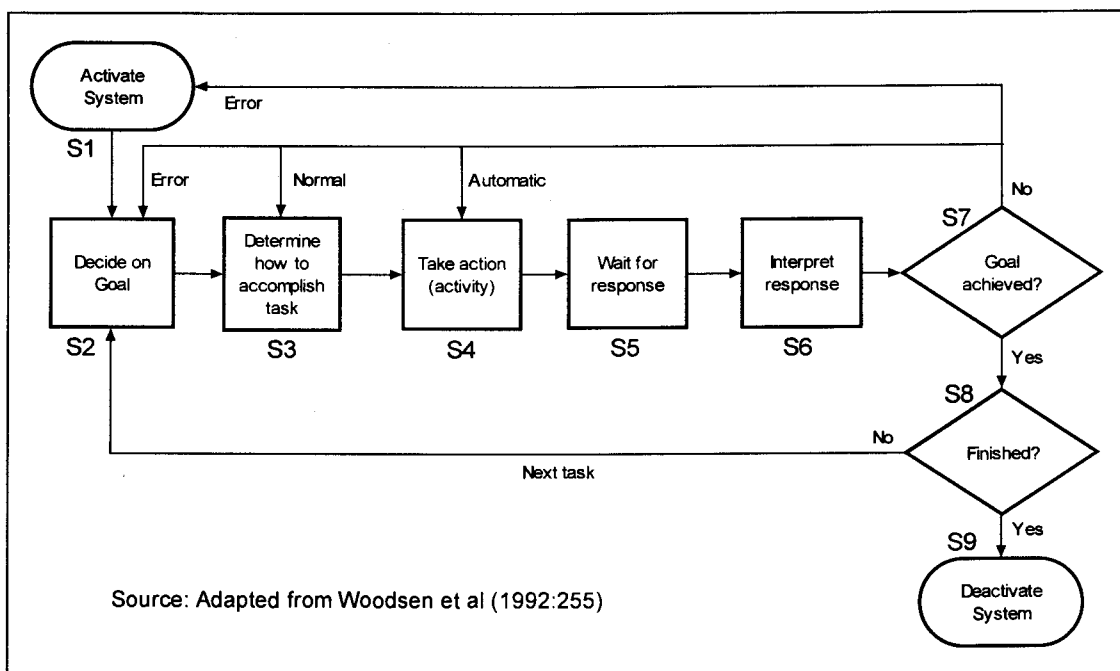 Activate
System
Error
S1
Error
Normal
Automatic
No
S7
Decide on
Goal
Determine
how to
accomplish
task
Take action
(activity)
Wait for
response
Interpret
response
Goal
achieved?
S2
S3
S4
S5
S6
Yes
S8
No
Finished?
Next task
Yes
S9
Deactivate
System
Source: Adapted from Woodsen et al (1992:255)